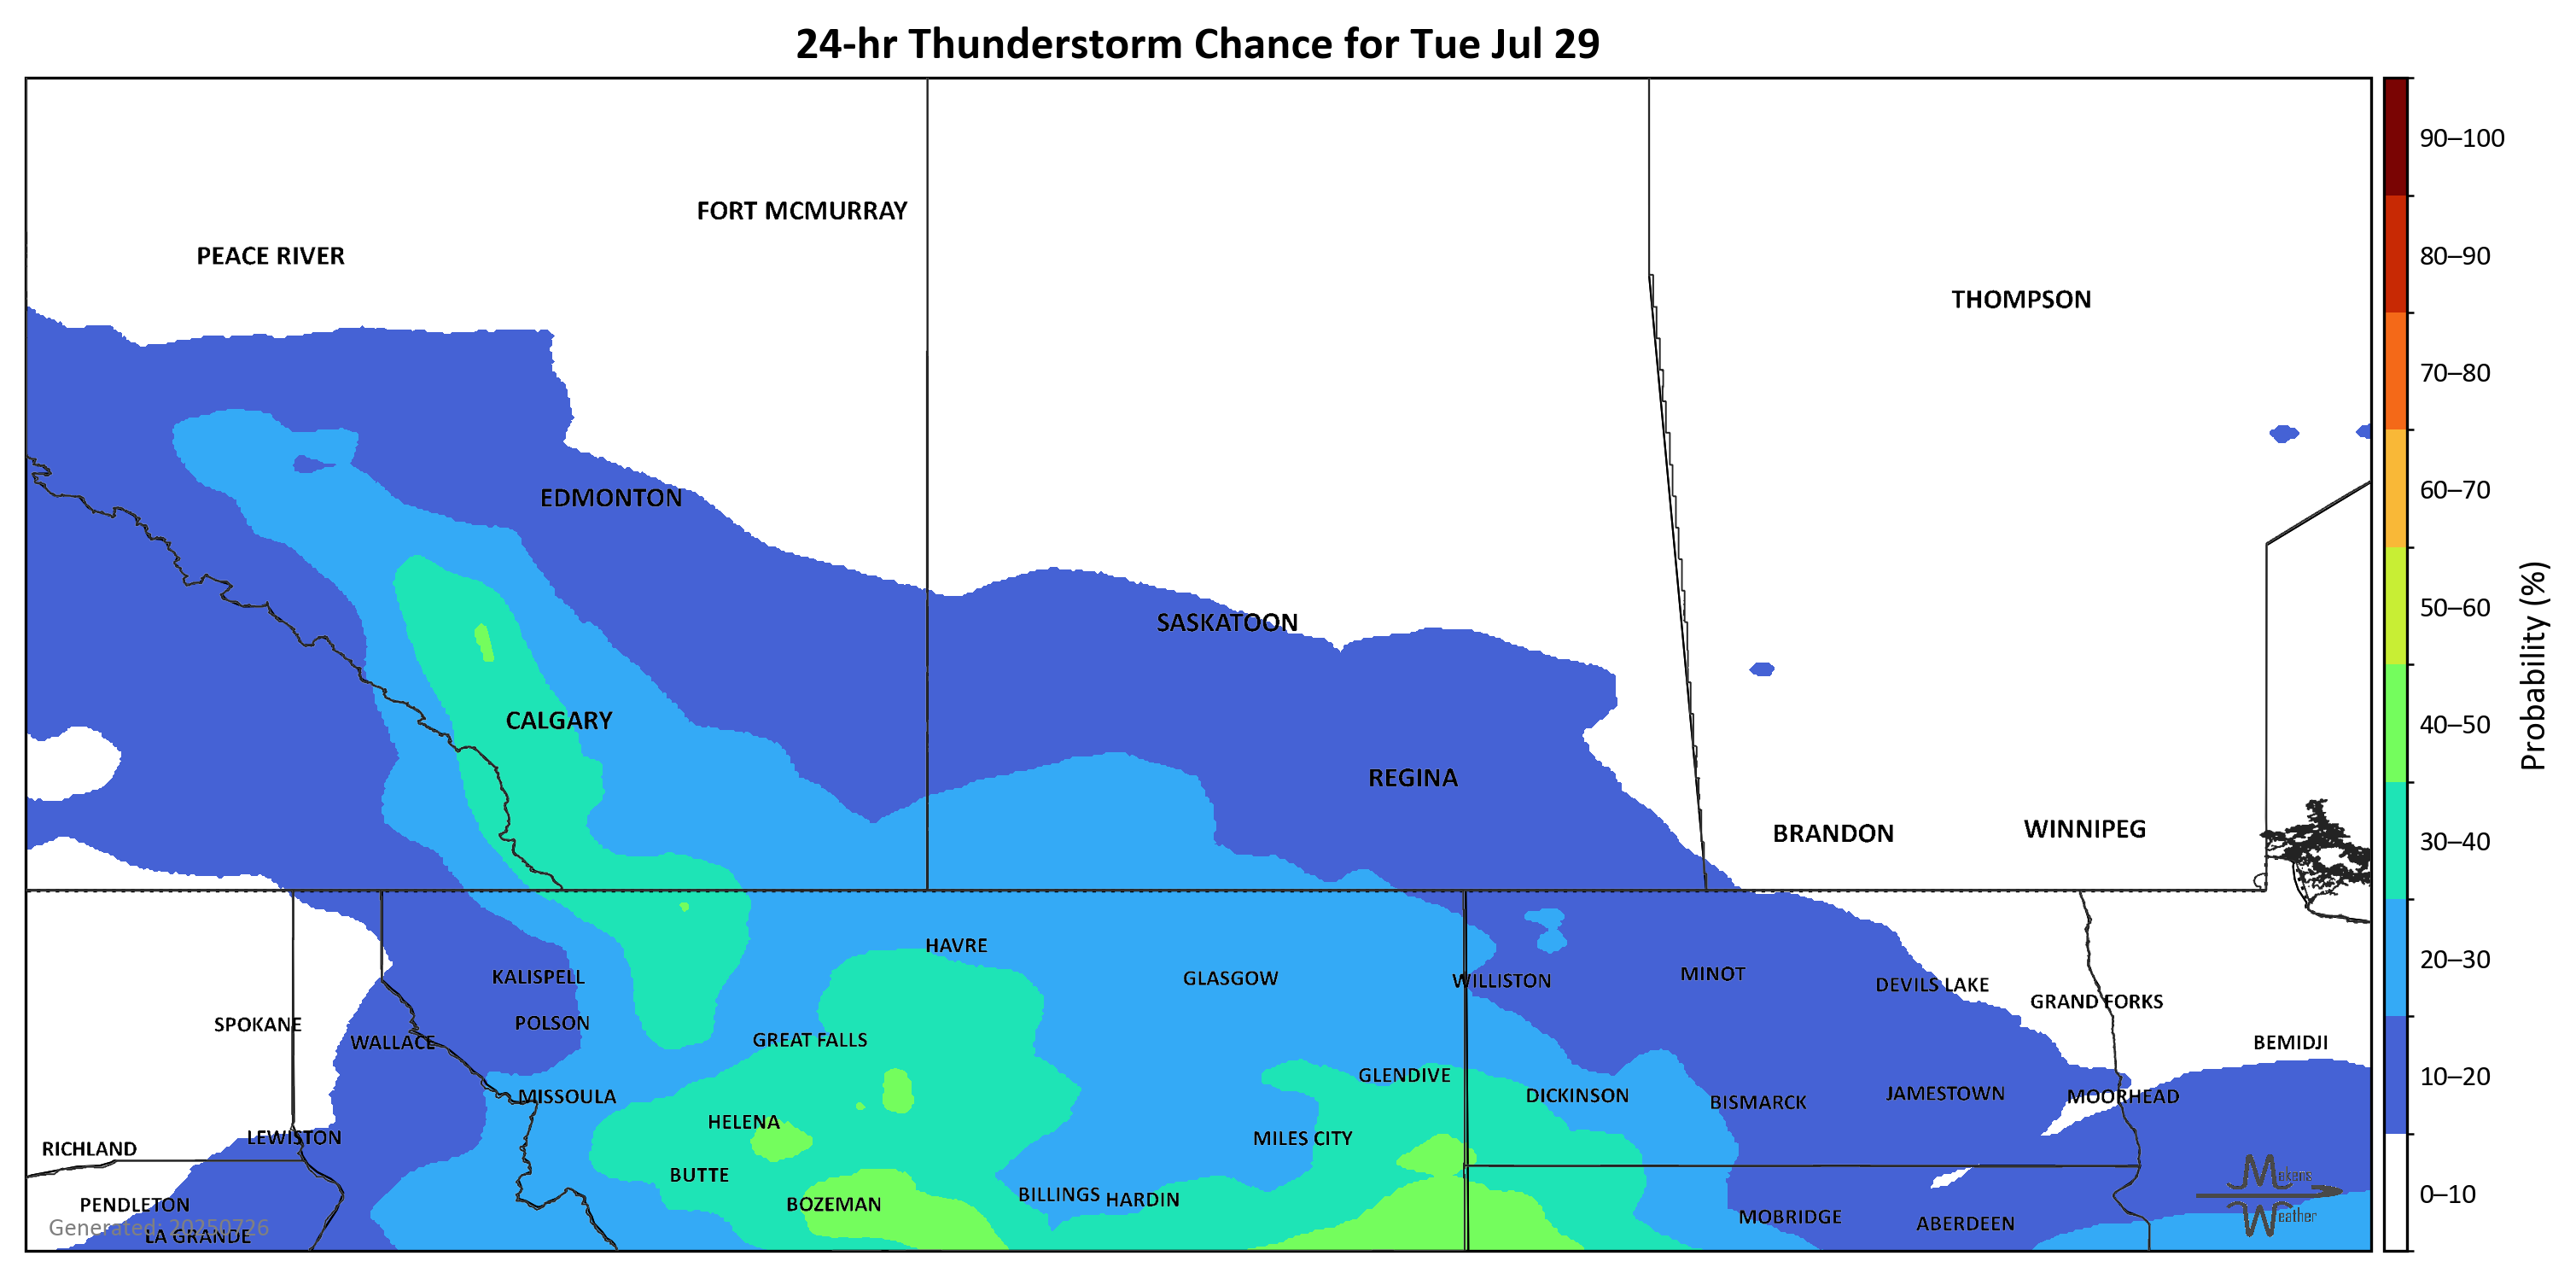 24-hr Thunderstorm Chance for Tue Jul 29
90–100
FORT MCMURRAY
PEACE RIVER
80–90
THOMPSON
70–80
60–70
EDMONTON
50–60
SASKATOON
CALGARY
40–50
REGINA
Probability (%)
BRANDON
WINNIPEG
30–40
HAVRE
20–30
KALISPELL
GLASGOW
WILLISTON
MINOT
DEVILS LAKE
GRAND FORKS
SPOKANE
POLSON
WALLACE
GREAT FALLS
BEMIDJI
GLENDIVE
10–20
MISSOULA
DICKINSON
BISMARCK
JAMESTOWN
MOORHEAD
HELENA
LEWISTON
MILES CITY
RICHLAND
BUTTE
Makens
Weather
BILLINGS
HARDIN
0–10
PENDLETON
BOZEMAN
MOBRIDGE
ABERDEEN
Generated: 20250726
LA GRANDE